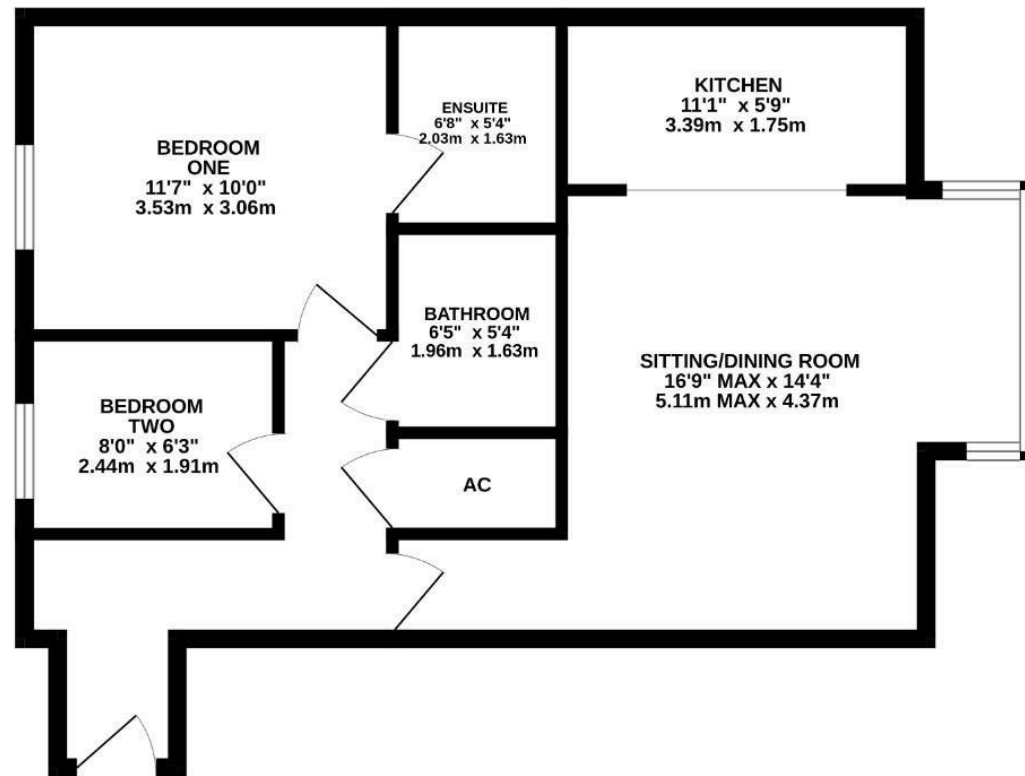 BEDROOM
ONE
11'7" x 10'0"
3.53m x 3.06m
ENSUITE
6'8" x 5'4"
2.03m x 1.63m
KITCHEN
11'1" x 5'9"
3.39m x 1.75m
BATHROOM
6'5" x 5'4"
1.96m x 1.63m
SITTING/DINING ROOM
16'9" MAX x 14'4"
5.11m MAX x 4.37m
BEDROOM
TWO
8'0" x 6'3"
2.44m x 1.91m
AC